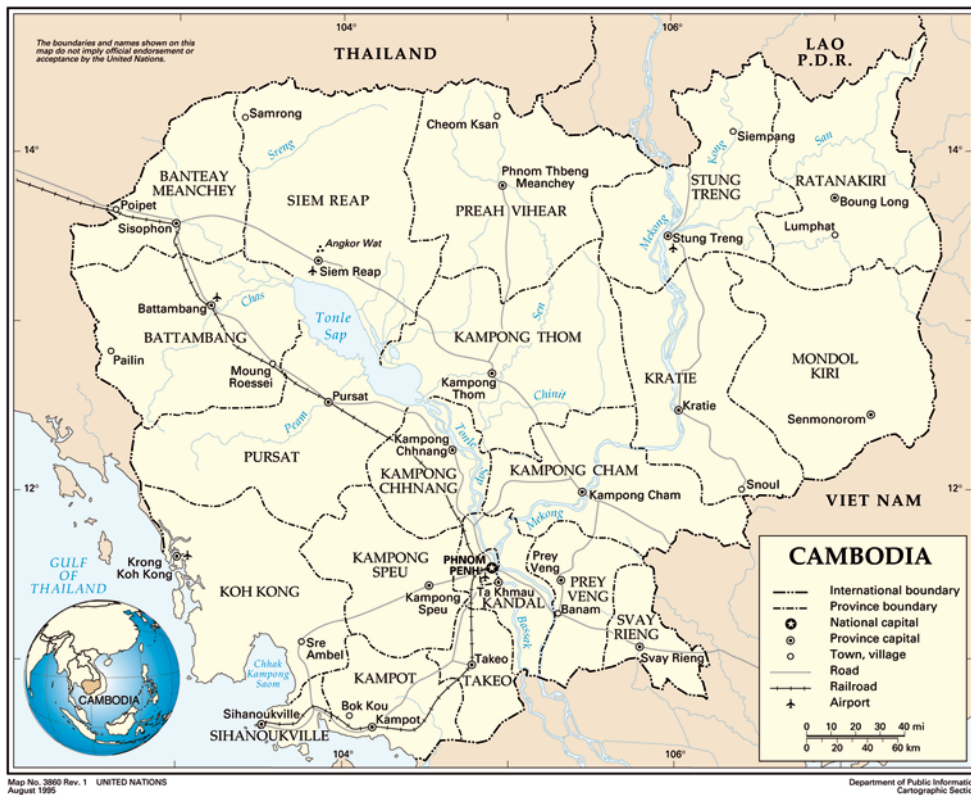 104°
106°
The boundaries and names shown on this
map do not imply official endorsement or
acceptance by the United Nations.
THAILAND
LAO
P.D.R.
Samrong
Cheom Ksan
Siempang
14°
14°
Sreng
Kong
San
BANTEAY
MEANCHEY
Phnom Thbeng
Meanchey
STUNG
TRENG
RATANAKIRI
SIEM REAP
PREAH VIHEAR
Boung Long
Poipet
Sisophon
Lumphat
Mekong
Stung Treng
Angkor Wat
Siem Reap
Battambang
Chas
Sen
BATTAMBANG
Tonle
Sap
KAMPONG THOM
Pailin
MONDOL
KIRI
Moung
Roessei
Kampong
Thom
KRATIE
Pursat
Chinit
Kratie
Senmonorom
Peam
Kampong
Chhnang
Tonle
Sap
PURSAT
KAMPONG
CHHNANG
KAMPONG CHAM
Snoul
12°
12°
Kampong Cham
VIET NAM
Mekong
GULF
OF
THAILAND
Krong
Koh Kong
KAMPONG
SPEU
PHNOM
PENH
Prey
Veng
KOH KONG
Ta Khmau
PREY
VENG
Kampong
Speu
KANDAL
Banam
SVAY
RIENG
Bassak
Sre
Ambel
Svay Rieng
Chhak
Kampong
Saom
Takeo
KAMPOT
TAKEO
Bok Kou
Sihanoukville
Kampot
SIHANOUKVILLE
104°
106°
CAMBODIA
CAMBODIA
International boundary
Province boundary
National capital
Province capital
Town, village
Road
Railroad
Airport
0 10 20 30 40 mi
0 20 40 60 km
Map No. 3860 Rev. 1 UNITED NATIONS
August 1995
Department of Public Informatio
Cartographic Sectio